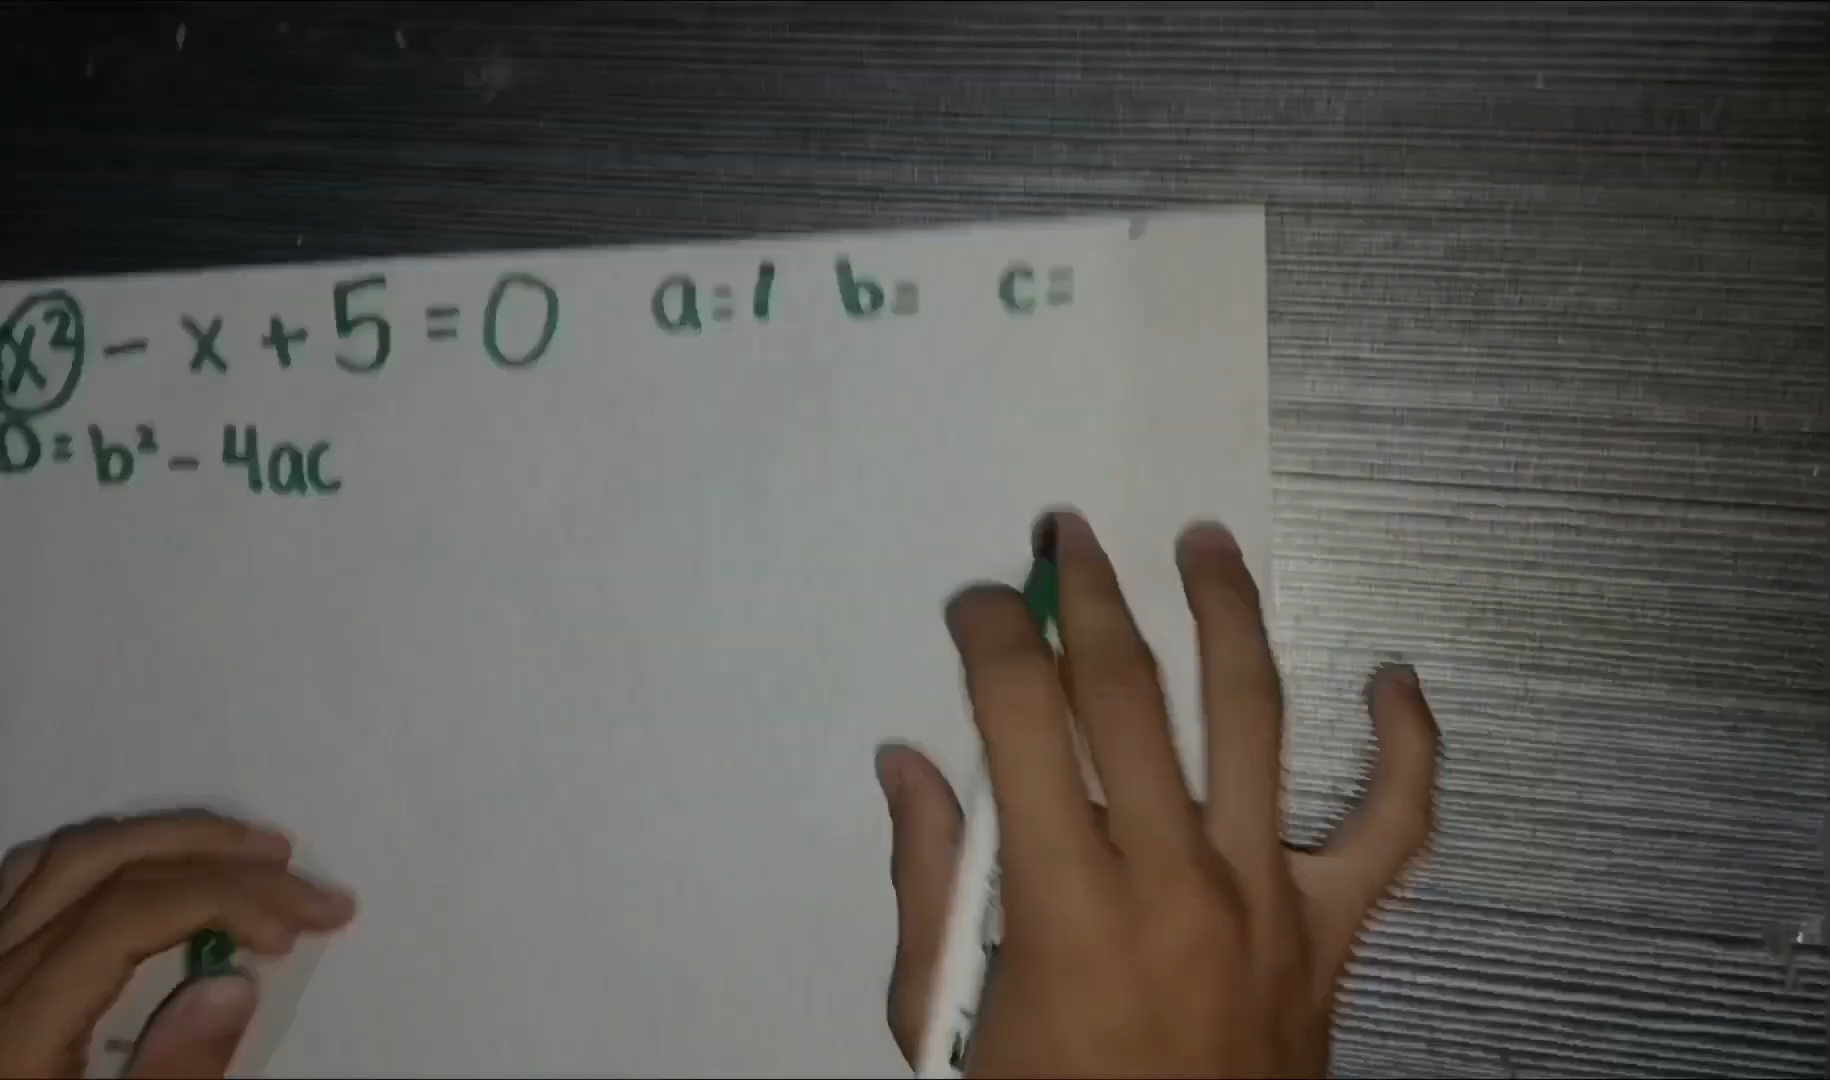 x² - x + 5 = 0 a = 1 b = c =
D = b² - 4ac